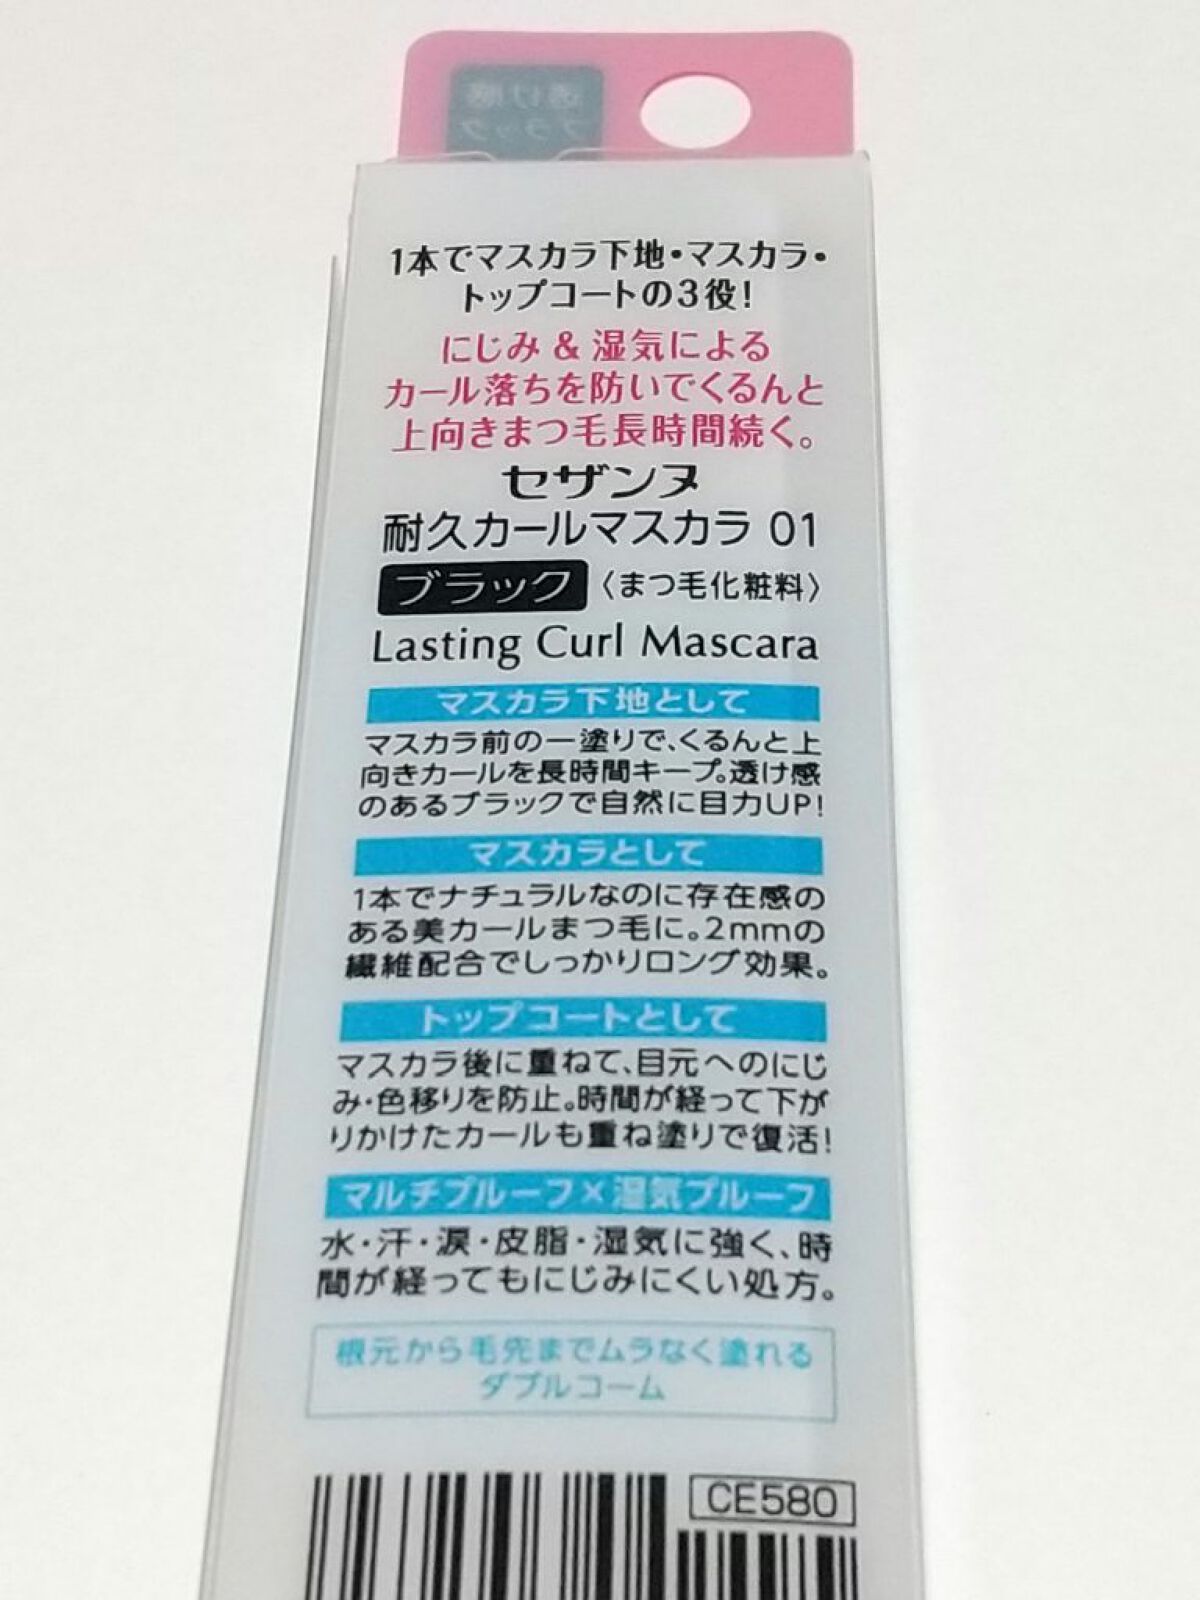 透け感
ブラック
1本でマスカラ下地・マスカラ・
トップコートの3役!
にじみ & 湿気による
カール落ちを防いでくるんと
上向きまつ毛長時間続く。
セザンヌ
耐久カールマスカラ 01
ブラック 〈まつ毛化粧料〉
Lasting Curl Mascara
マスカラ下地として
マスカラ前の一塗りで、くるんと上
向きカールを長時間キープ。透け感
のあるブラックで自然に目力UP!
マスカラとして
1本でナチュラルなのに存在感の
ある美カールまつ毛に。2mmの
繊維配合でしっかりロング効果。
トップコートとして
マスカラ後に重ねて、目元へのにじ
み・色移りを防止。時間が経って下が
りかけたカールも重ね塗りで復活!
マルチプルーフ×湿気プルーフ
水・汗・涙・皮脂・湿気に強く、時
間が経ってもにじみにくい処方。
根元から毛先までムラなく塗れる
ダブルコーム
CE580